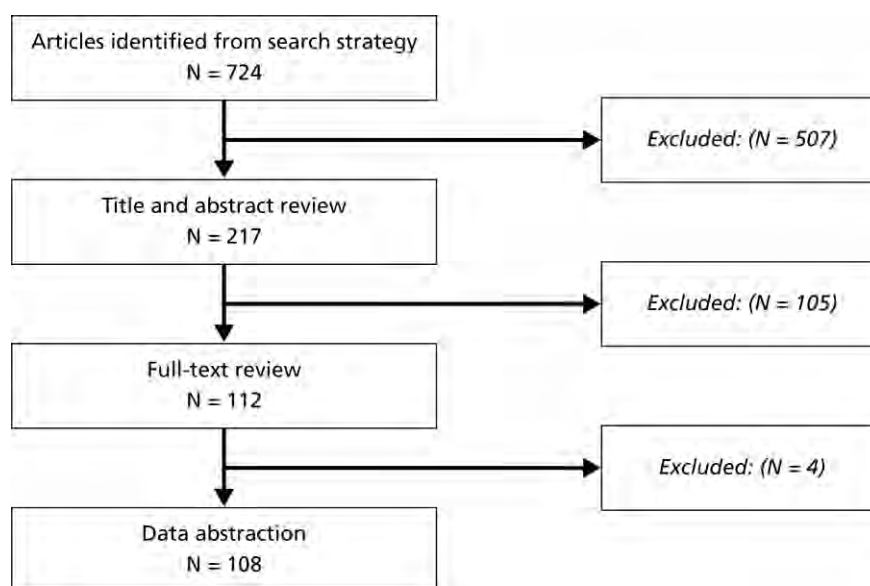 Articles identified from search strategy
N = 724
Excluded: (N = 507)
Title and abstract review
N = 217
Excluded: (N = 105)
Full-text review
N = 112
Excluded: (N = 4)
Data abstraction
N = 108